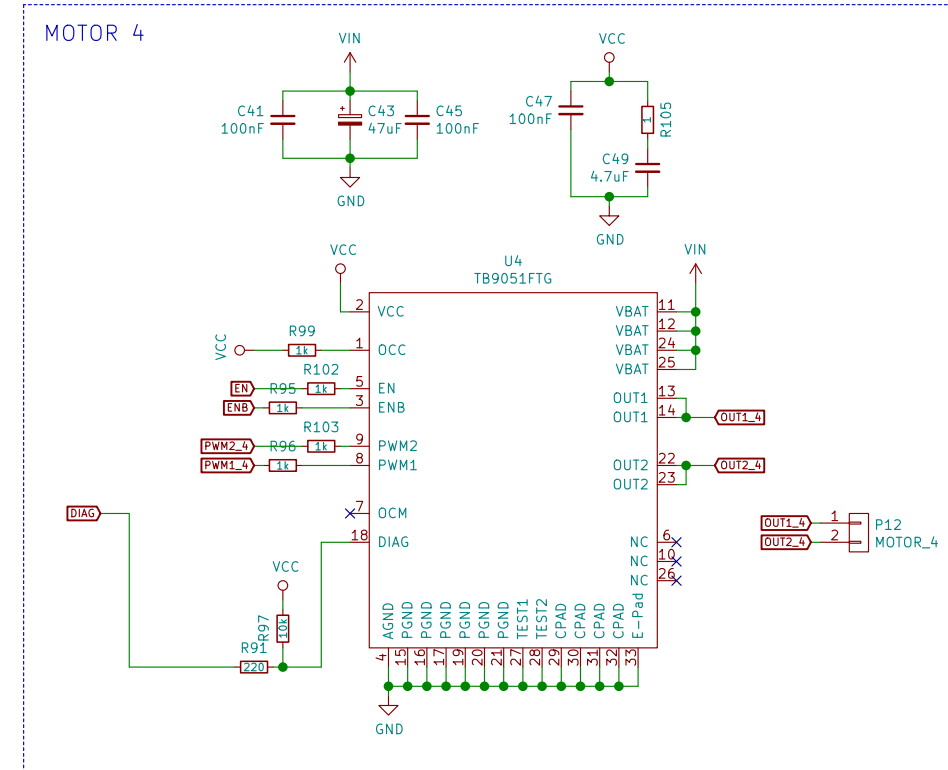 MOTOR 4
VIN
VCC
C41
100nF
+
C43
47uF
C45
100nF
GND
C47
100nF
1
R105
C49
4.7uF
GND
VCC
U4
TB9051FTG
VIN
2 VCC
VCC
R99
1k
1 OCC
R102
EN
1k
5 EN
R95
ENB
1k
3 ENB
R103
PWM2_4
1k
9 PWM2
R96
PWM1_4
1k
8 PWM1
DIAG
7 OCM
18 DIAG
VBAT 11
VBAT 12
VBAT 24
VBAT 25
OUT1 13
OUT1 14
OUT1_4
OUT2 22
OUT2_4
OUT2 23
NC 6
NC 10
NC 26
OUT1_4 1
P12
OUT2_4 2
MOTOR_4
VCC
R97
10k
R91
220
AGND 4
PGND 15
PGND 16
PGND 17
PGND 19
PGND 20
PGND 21
TEST1 27
TEST2 28
CPAD 29
CPAD 30
CPAD 31
CPAD 32
E-Pad 33
GND